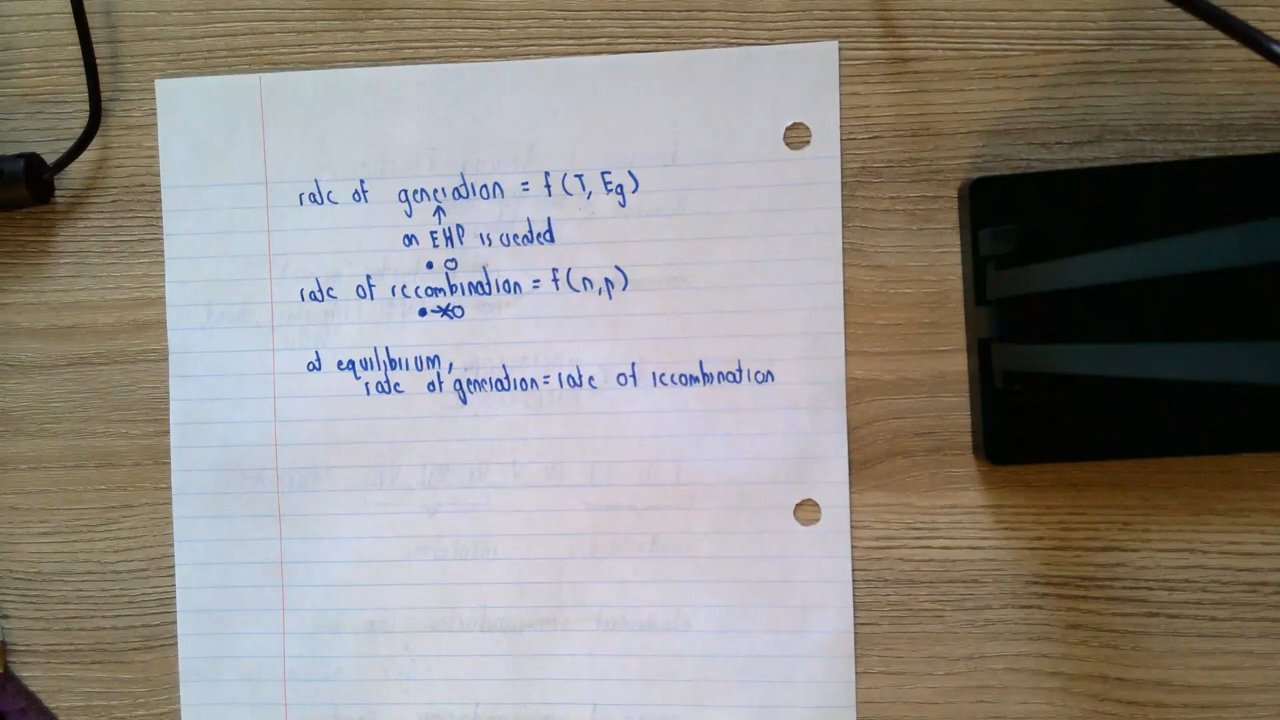 rate of generation = f(T, Eg)
↑
an EHP is created
rate of recombination = f(n,p)
at equilibrium,
rate of generation = rate of recombination